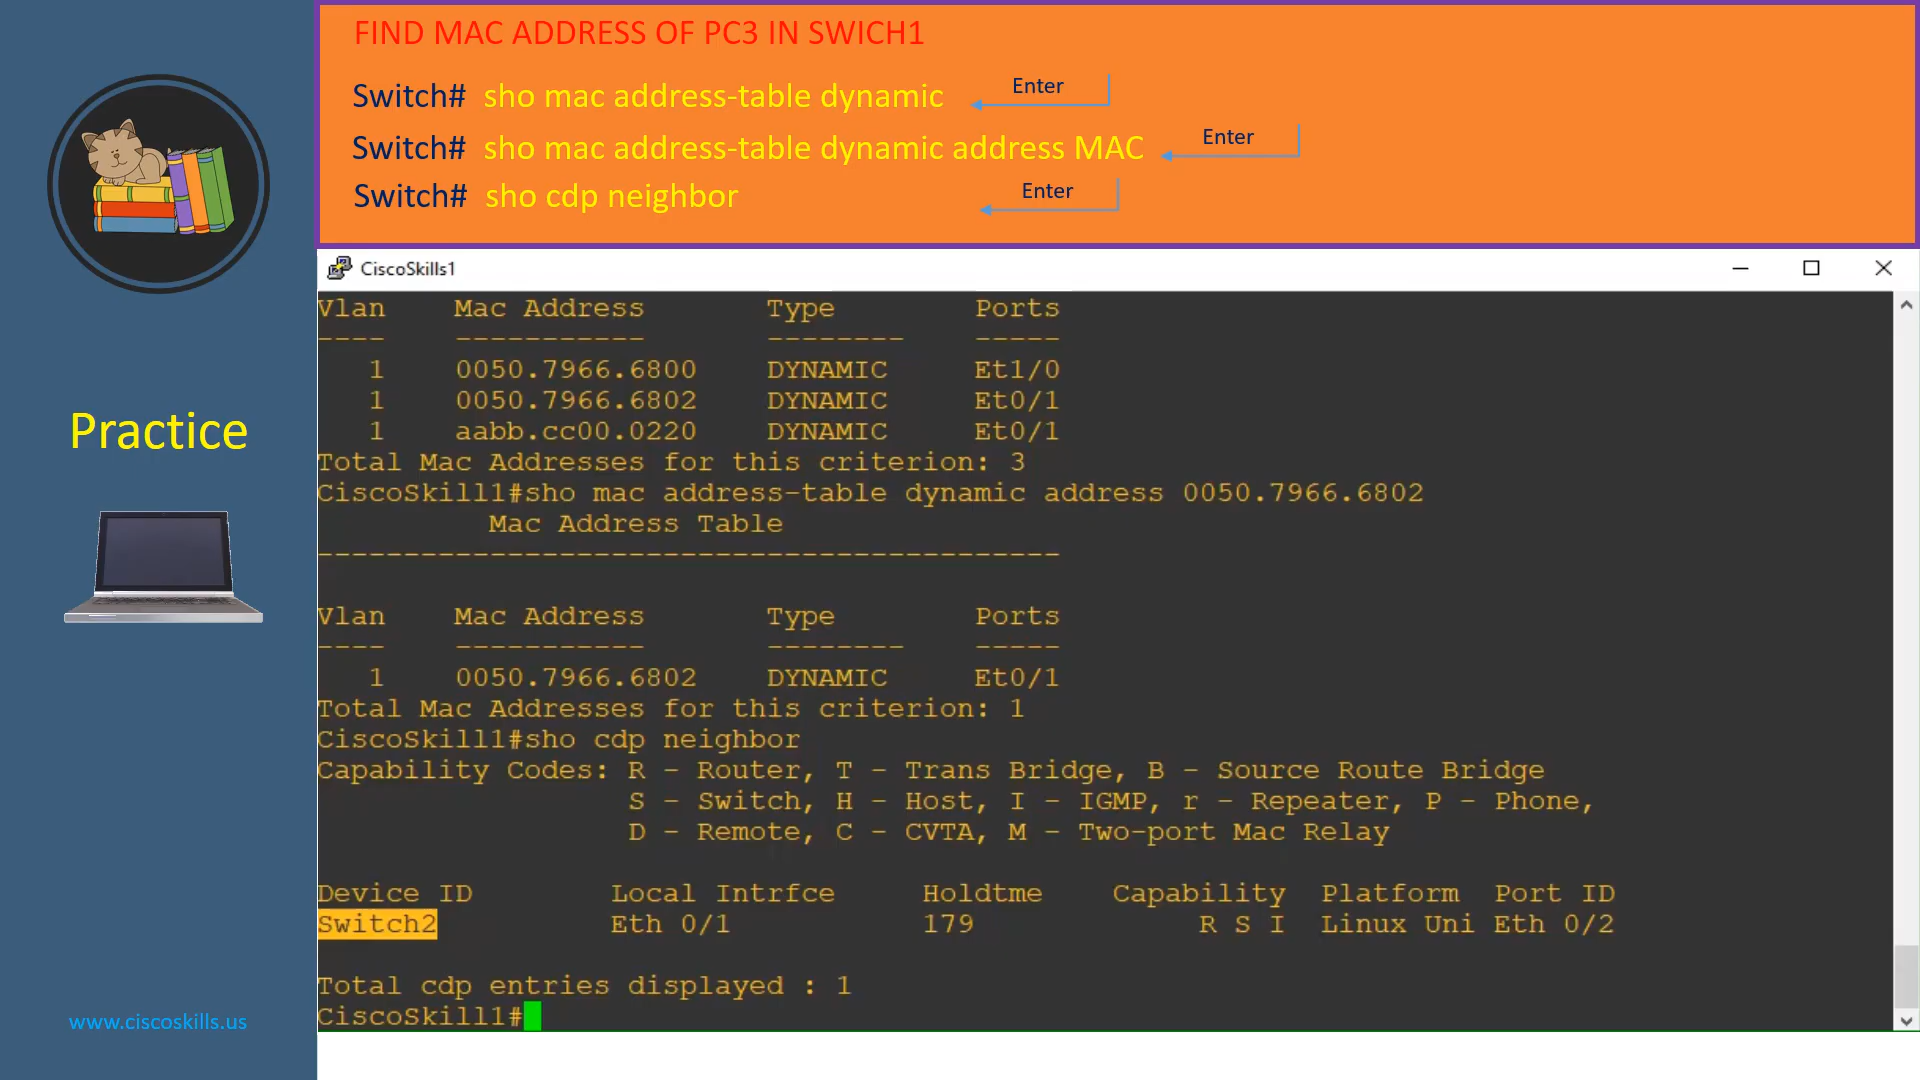 FIND MAC ADDRESS OF PC3 IN SWICH1
Switch# sho mac address-table dynamic Enter
Switch# sho mac address-table dynamic address MAC Enter
Switch# sho cdp neighbor Enter
Practice
www.ciscoskills.us
CiscoSkills1
Vlan Mac Address Type Ports
---- ----------- -------- -----
1 0050.7966.6800 DYNAMIC Et1/0
1 0050.7966.6802 DYNAMIC Et0/1
1 aabb.cc00.0220 DYNAMIC Et0/1
Total Mac Addresses for this criterion: 3
CiscoSkill1#sho mac address-table dynamic address 0050.7966.6802
Mac Address Table
-------------------------------------------
Vlan Mac Address Type Ports
---- ----------- -------- -----
1 0050.7966.6802 DYNAMIC Et0/1
Total Mac Addresses for this criterion: 1
CiscoSkill1#sho cdp neighbor
Capability Codes: R - Router, T - Trans Bridge, B - Source Route Bridge
S - Switch, H - Host, I - IGMP, r - Repeater, P - Phone,
D - Remote, C - CVTA, M - Two-port Mac Relay
Device ID Local Intrfce Holdtme Capability Platform Port ID
Switch2 Eth 0/1 179 R S I Linux Uni Eth 0/2
Total cdp entries displayed : 1
CiscoSkill1#